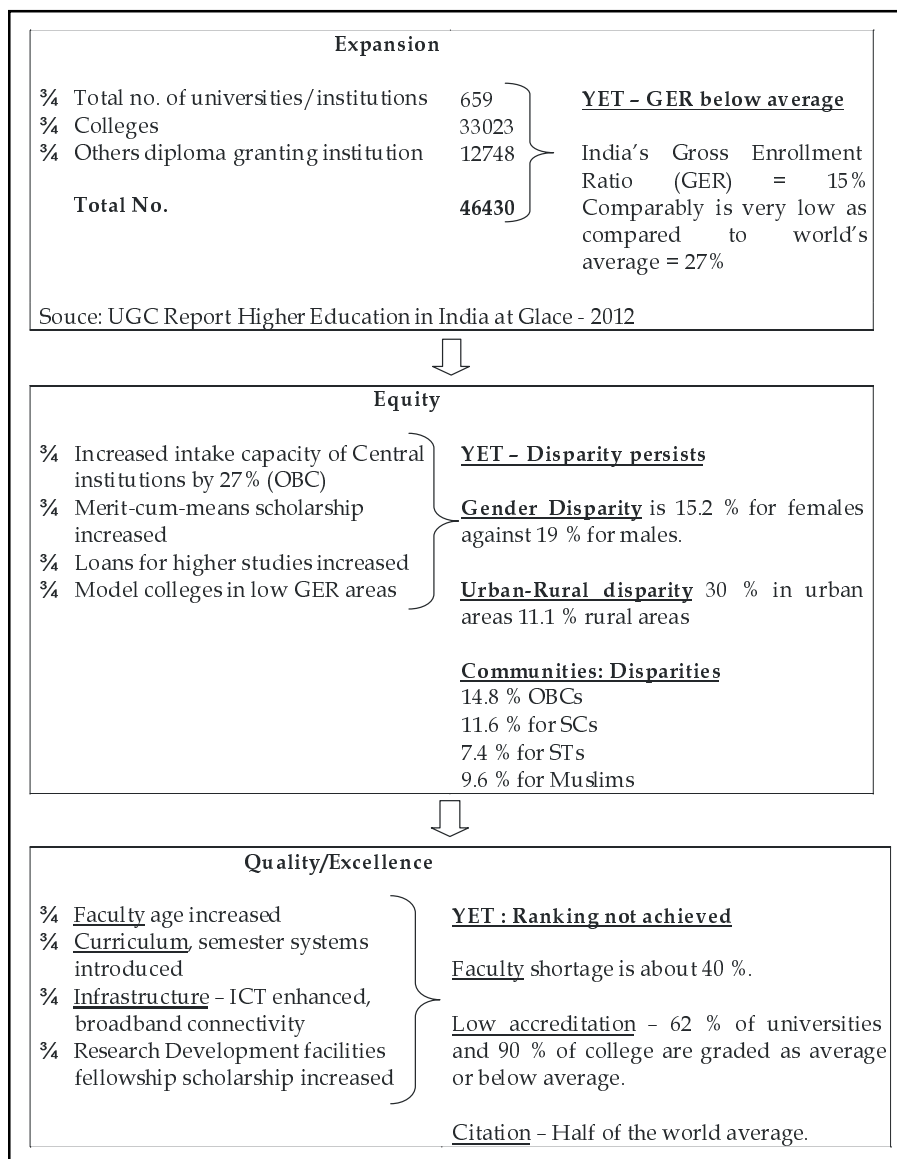 Expansion
¾ Total no. of universities/institutions 659
¾ Colleges 33023
¾ Others diploma granting institution 12748
Total No. 46430
YET – GER below average
India's Gross Enrollment
Ratio (GER) = 15%
Comparably is very low as
compared to world's
average = 27%
Souce: UGC Report Higher Education in India at Glace - 2012
Equity
¾ Increased intake capacity of Central
institutions by 27% (OBC)
¾ Merit-cum-means scholarship
increased
¾ Loans for higher studies increased
¾ Model colleges in low GER areas
YET – Disparity persists
Gender Disparity is 15.2 % for females
against 19 % for males.
Urban-Rural disparity 30 % in urban
areas 11.1 % rural areas
Communities: Disparities
14.8 % OBCs
11.6 % for SCs
7.4 % for STs
9.6 % for Muslims
Quality/Excellence
¾ Faculty age increased
¾ Curriculum, semester systems
introduced
¾ Infrastructure – ICT enhanced,
broadband connectivity
¾ Research Development facilities
fellowship scholarship increased
YET : Ranking not achieved
Faculty shortage is about 40 %.
Low accreditation – 62 % of universities
and 90 % of college are graded as average
or below average.
Citation – Half of the world average.